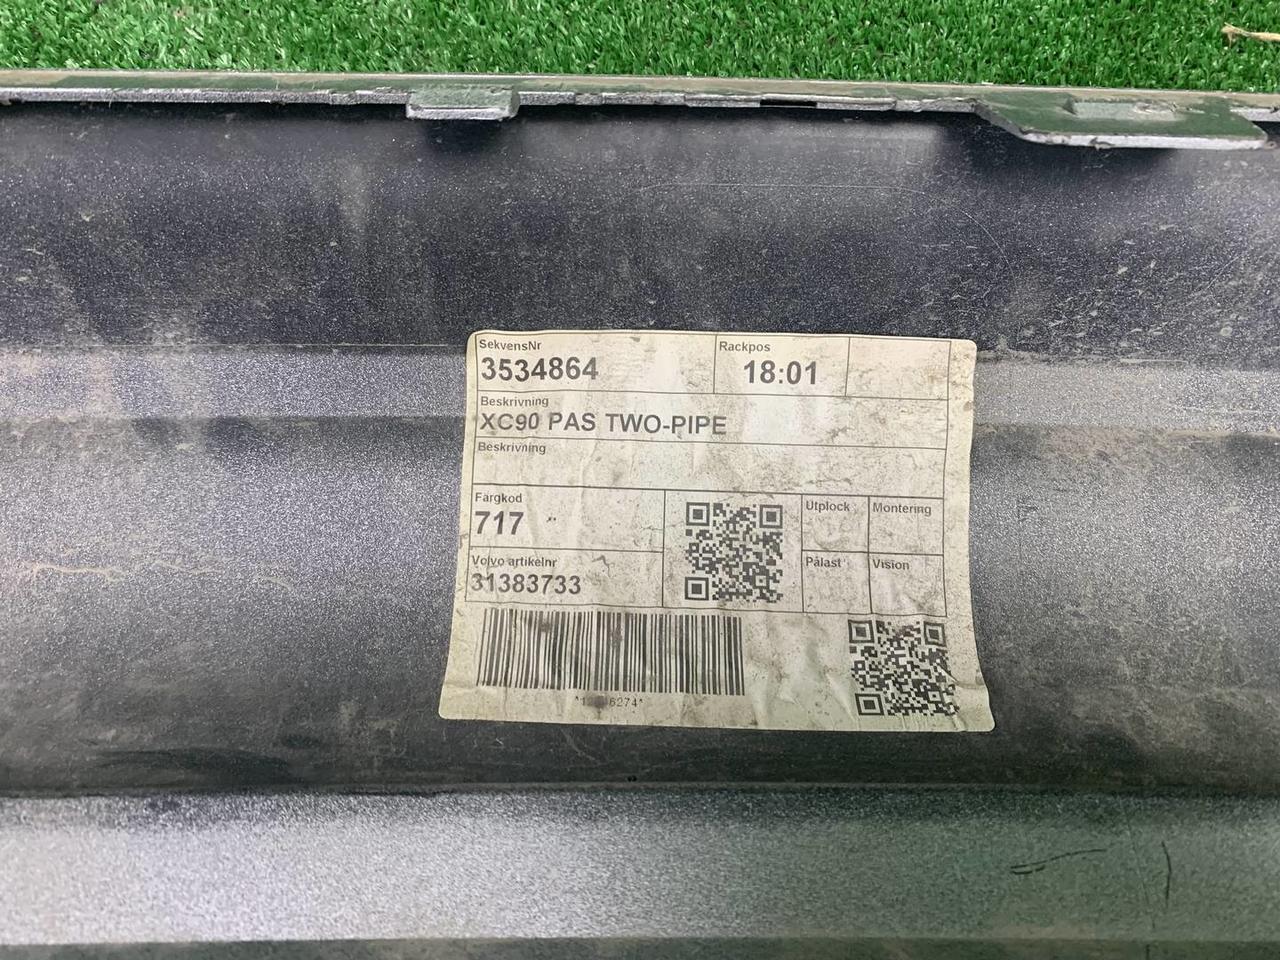 SekvensNr
3534864
Rackpos
18:01
Beskrivning
XC90 PAS TWO-PIPE
Beskrivning
Färgkod
717
Utplock
Montering
Volvo artikelnr
31383733
Pålast
Vision